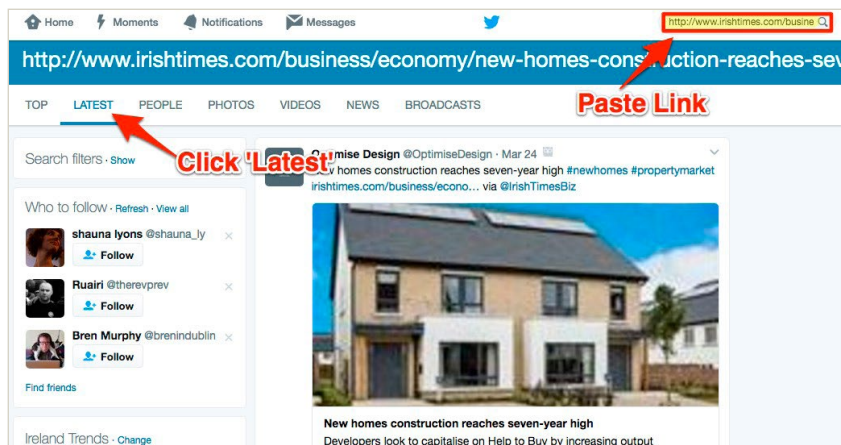 Home Moments Notifications Messages
http://www.irishtimes.com/busine
http://www.irishtimes.com/business/economy/new-homes-construction-reaches-sev
TOP LATEST PEOPLE PHOTOS VIDEOS NEWS BROADCASTS
Paste Link
Click 'Latest'
Search filters · Show
Who to follow · Refresh · View all
shauna lyons @shauna_ly
Follow
Ruairi @therevprev
Follow
Bren Murphy @brenindublin
Follow
Find friends
Ireland Trends · Change
Optimise Design @OptimiseDesign · Mar 24
New homes construction reaches seven-year high #newhomes #propertymarket
irishtimes.com/business/econo... via @IrishTimesBiz
New homes construction reaches seven-year high
Developers look to capitalise on Help to Buy by increasing output